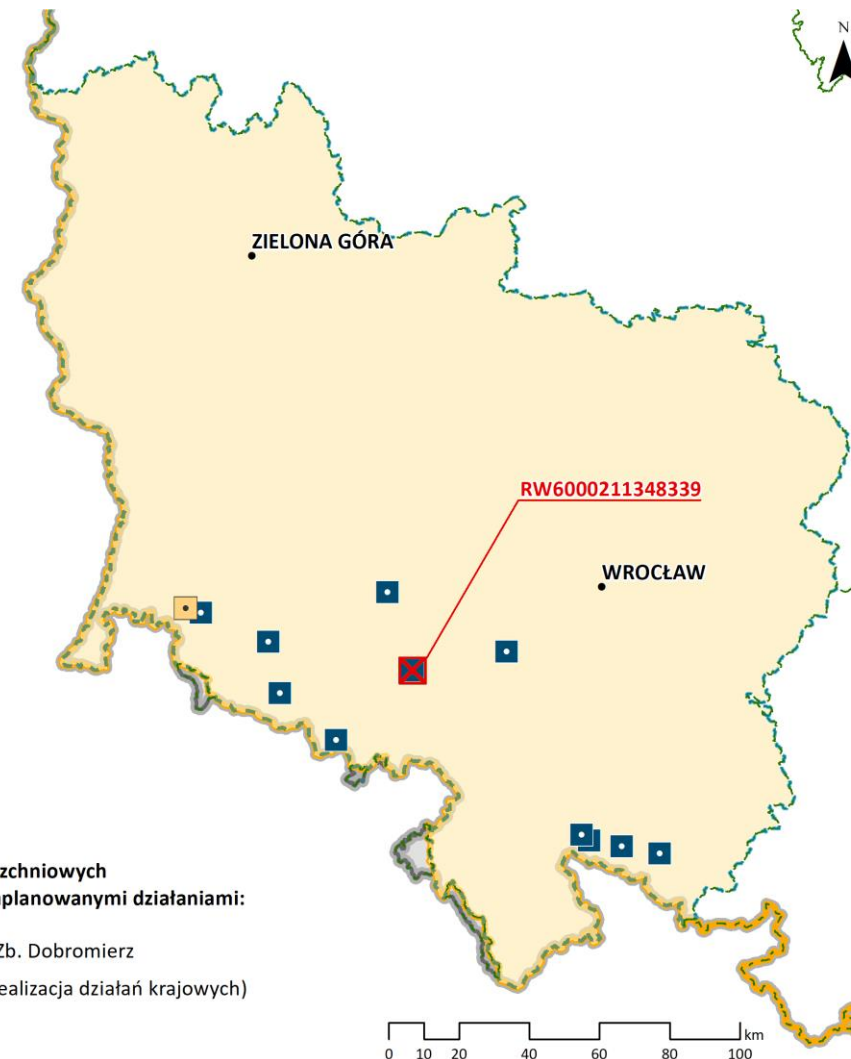 N
ZIELONA GÓRA
RW6000211348339
WROCŁAW
zchniowych
planowanymi działaniami:
Zb. Dobromierz
ealizacja działań krajowych)
km
0 10 20 40 60 80 100